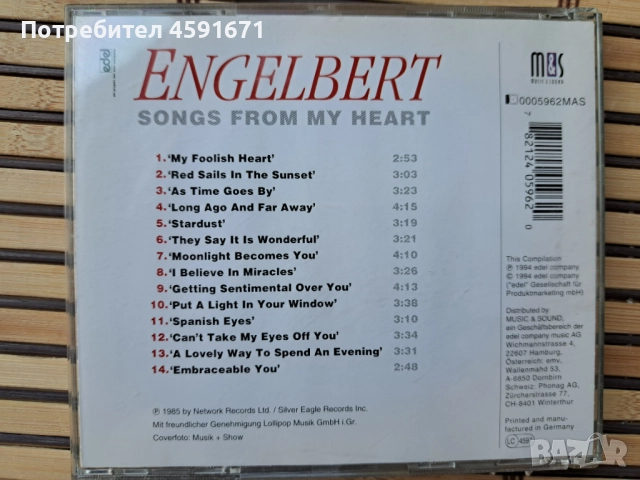 Потребител 4591671
edel
ENGELBERT
SONGS FROM MY HEART
M&S
MUSIC & SOUND
0005962MAS
7 82124 05962 0
1. 'My Foolish Heart' 2:53
2. 'Red Sails In The Sunset' 3:03
3. 'As Time Goes By' 3:23
4. 'Long Ago And Far Away' 4:15
5. 'Stardust' 3:19
6. 'They Say It Is Wonderful' 3:21
7. 'Moonlight Becomes You' 4:10
8. 'I Believe In Miracles' 3:26
9. 'Getting Sentimental Over You' 4:13
10. 'Put A Light In Your Window' 3:38
11. 'Spanish Eyes' 3:10
12. 'Can't Take My Eyes Off You' 3:34
13. 'A Lovely Way To Spend An Evening' 3:31
14. 'Embraceable You' 2:48
This Compilation
℗ 1994 edel company
© 1994 edel company
("edel" Gesellschaft für
Produktmarketing mbH)
Distributed by
MUSIC & SOUND,
ein Geschäftsbereich der
edel company music AG
Wichmannstrasse 4,
22607 Hamburg,
Österreich: emv,
Wallenmahd 53,
A-6850 Dornbirn
Schweiz: Phonag AG,
Zürcherstrasse 77,
CH-8401 Winterthur
Printed and manu-
factured in Germany
℗ 1985 by Network Records Ltd. / Silver Eagle Records Inc.
Mit freundlicher Genehmigung Lollipop Musik GmbH i.Gr.
Coverfoto: Musik + Show
LC
BAZAR